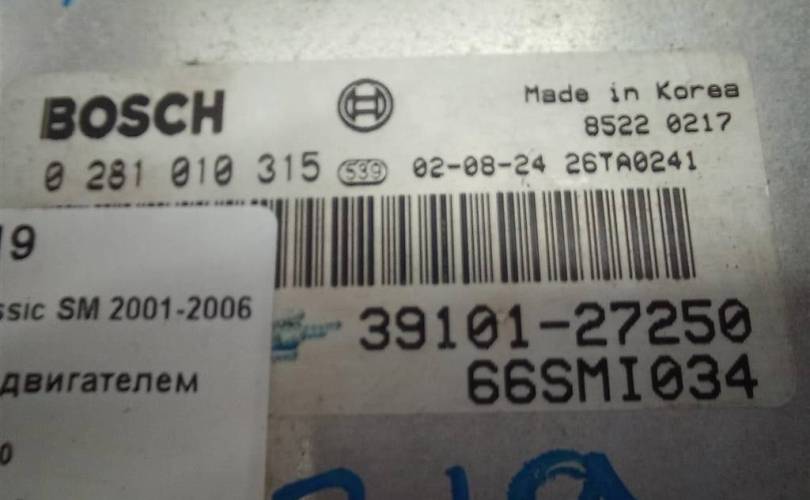 BOSCH
Made in Korea
8522 0217
0 281 010 315 539 02-08-24 26TA0241
19
ssic SM 2001-2006
39101-27250
двигателем
66SMI034
0